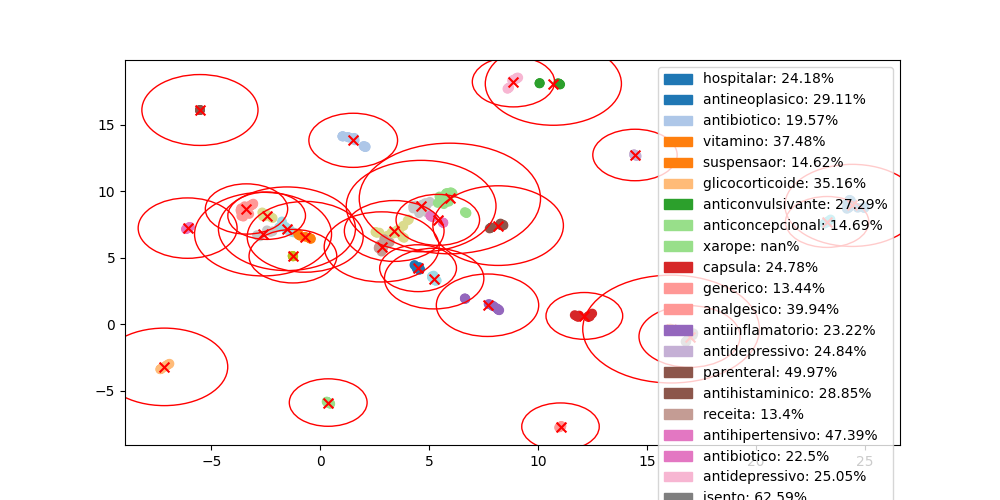 hospitalar: 24.18%
antineoplasico: 29.11%
antibiotico: 19.57%
vitamino: 37.48%
suspensaor: 14.62%
glicocorticoide: 35.16%
anticonvulsivante: 27.29%
anticoncepcional: 14.69%
xarope: nan%
capsula: 24.78%
generico: 13.44%
analgesico: 39.94%
antiinflamatorio: 23.22%
antidepressivo: 24.84%
parenteral: 49.97%
antihistaminico: 28.85%
receita: 13.4%
antihipertensivo: 47.39%
antibiotico: 22.5%
antidepressivo: 25.05%
isento: 62.59%
15
10
5
0
−5
−5 0 5 10 15 20 25